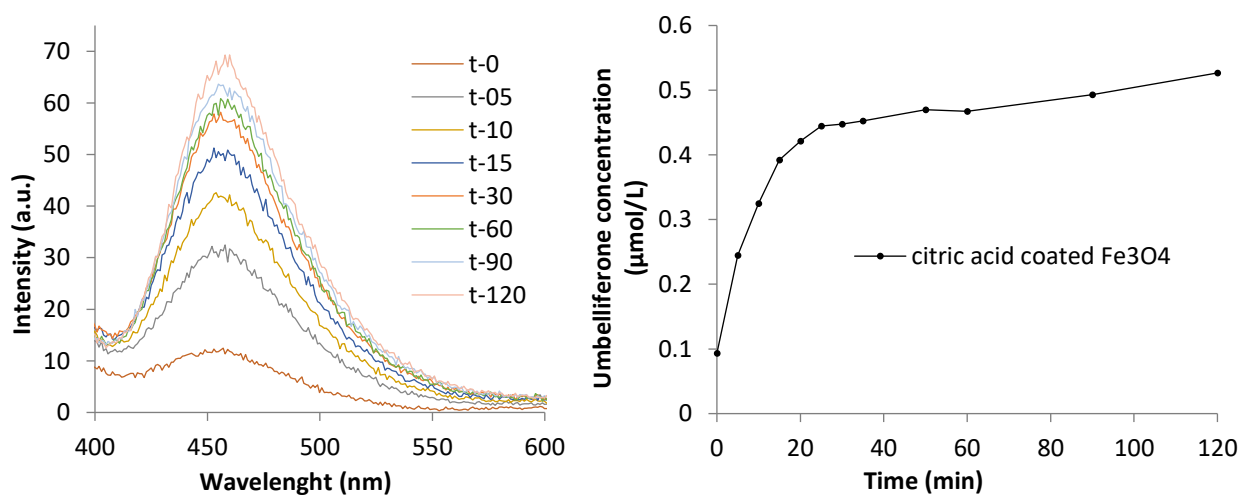 70
60
50
40
30
20
10
0
400
450
500
550
600
Intensity (a.u.)
Wavelenght (nm)
t-0
t-05
t-10
t-15
t-30
t-60
t-90
t-120
0.6
0.5
0.4
0.3
0.2
0.1
0
0
20
40
60
80
100
120
Umbelliferone concentration
(µmol/L)
Time (min)
citric acid coated Fe3O4